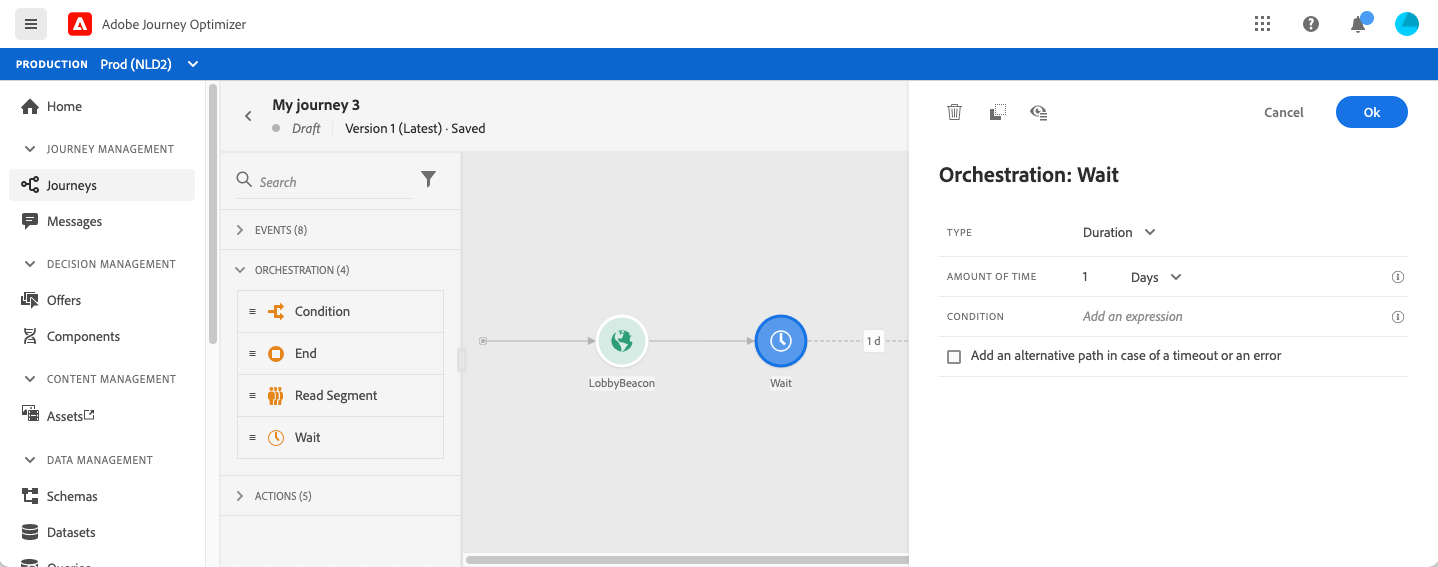 Adobe Journey Optimizer
PRODUCTION Prod (NLD2)
Home
JOURNEY MANAGEMENT
Journeys
Messages
DECISION MANAGEMENT
Offers
Components
CONTENT MANAGEMENT
Assets
DATA MANAGEMENT
Schemas
Datasets
My journey 3
Draft Version 1 (Latest) · Saved
Search
EVENTS (8)
ORCHESTRATION (4)
Condition
End
Read Segment
Wait
ACTIONS (5)
LobbyBeacon
Wait
1 d
Cancel Ok
Orchestration: Wait
TYPE Duration
AMOUNT OF TIME 1 Days
CONDITION Add an expression
Add an alternative path in case of a timeout or an error